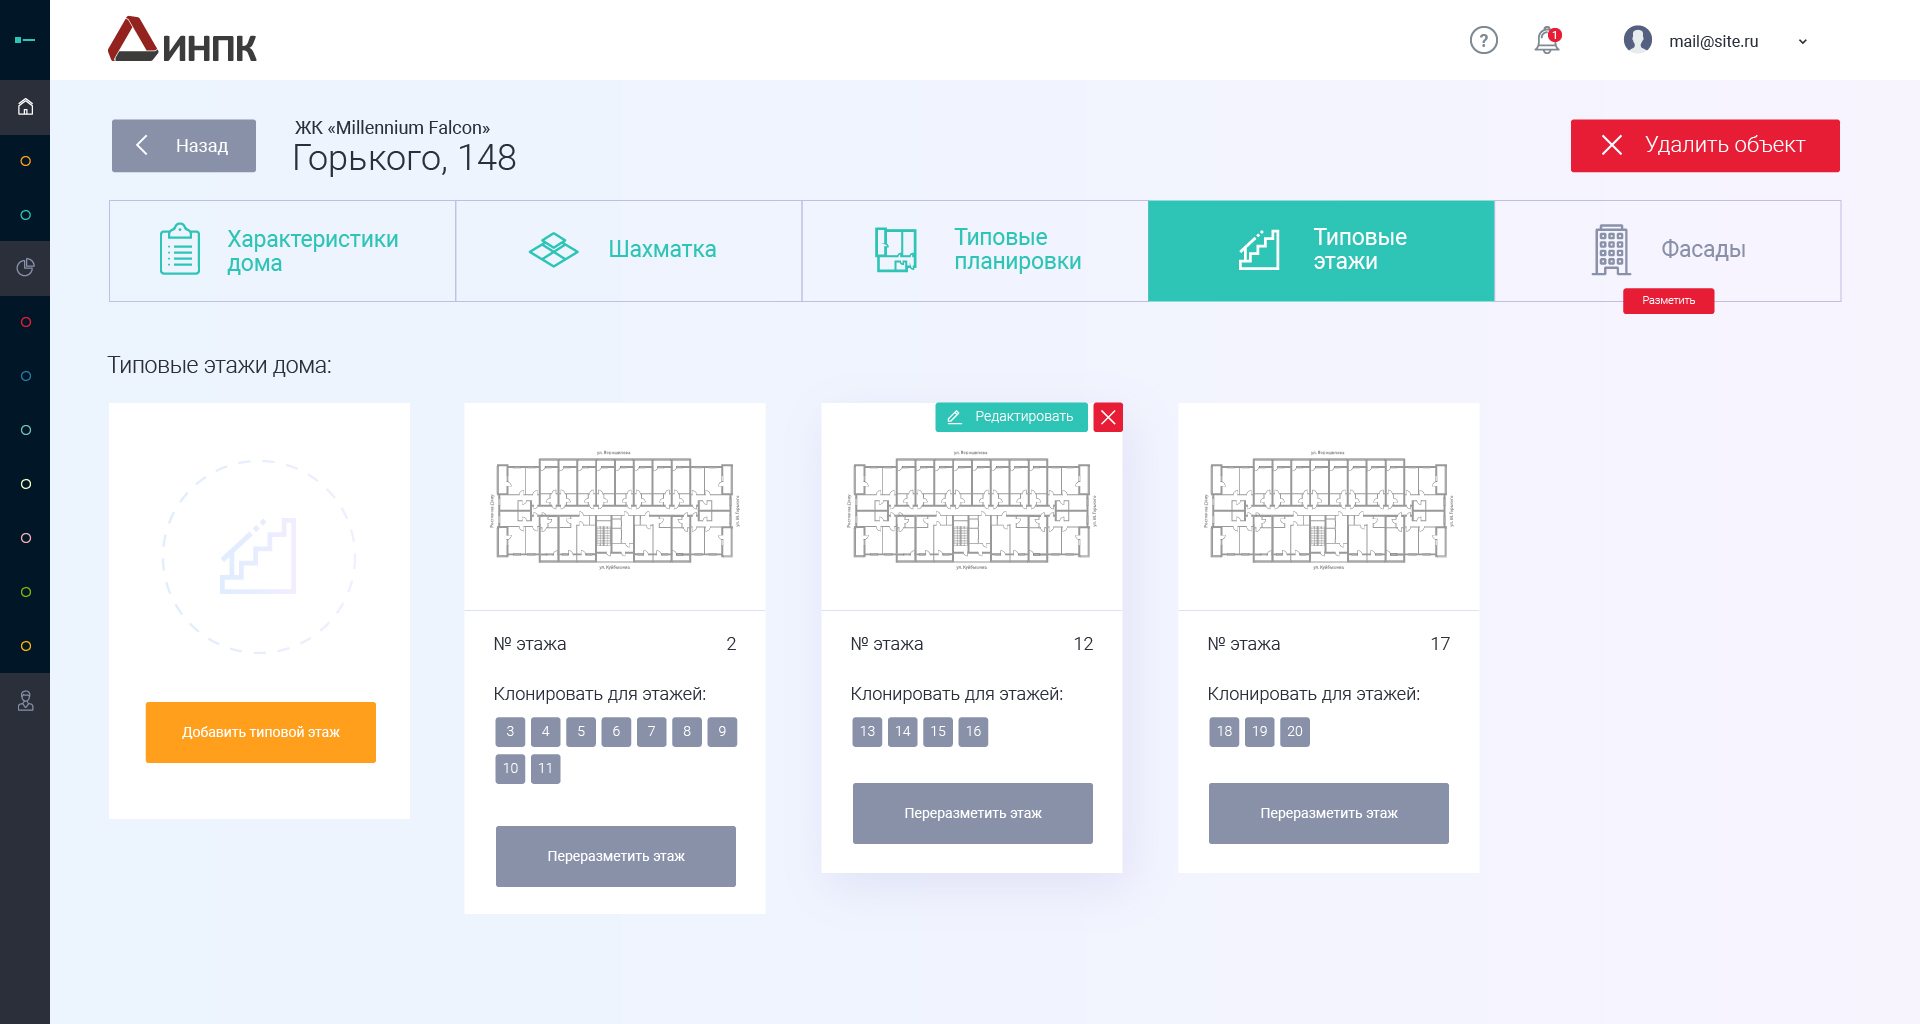 ИНПК
?
1
mail@site.ru
Назад
ЖК «Millennium Falcon»
Горького, 148
Удалить объект
Характеристики
дома
Шахматка
Типовые
планировки
Типовые
этажи
Фасады
Разметить
Типовые этажи дома:
Добавить типовой этаж
№ этажа 2
Клонировать для этажей:
3 4 5 6 7 8 9
10 11
Переразметить этаж
Редактировать
№ этажа 12
Клонировать для этажей:
13 14 15 16
Переразметить этаж
№ этажа 17
Клонировать для этажей:
18 19 20
Переразметить этаж